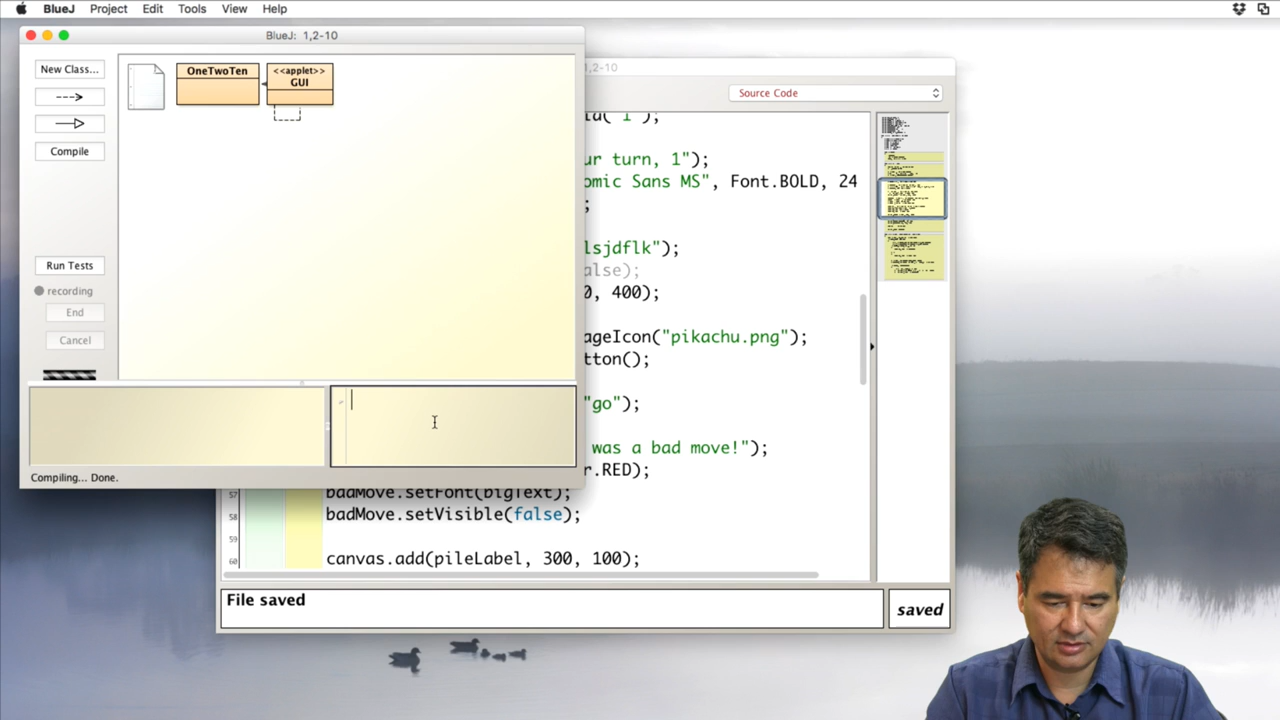 BlueJ Project Edit Tools View Help
BlueJ: 1,2-10
New Class...
Compile
Run Tests
recording
End
Cancel
OneTwoTen
<<applet>>
GUI
Compiling... Done.
1,2-10
Source Code
("1");
ur turn, 1");
omic Sans MS", Font.BOLD, 24
;
lsjdflk");
alse);
0, 400);
ageIcon("pikachu.png");
tton();
"go");
was a bad move!");
r.RED);
57 badMove.setFont(bigText);
58 badMove.setVisible(false);
59
60 canvas.add(pileLabel, 300, 100);
File saved
saved